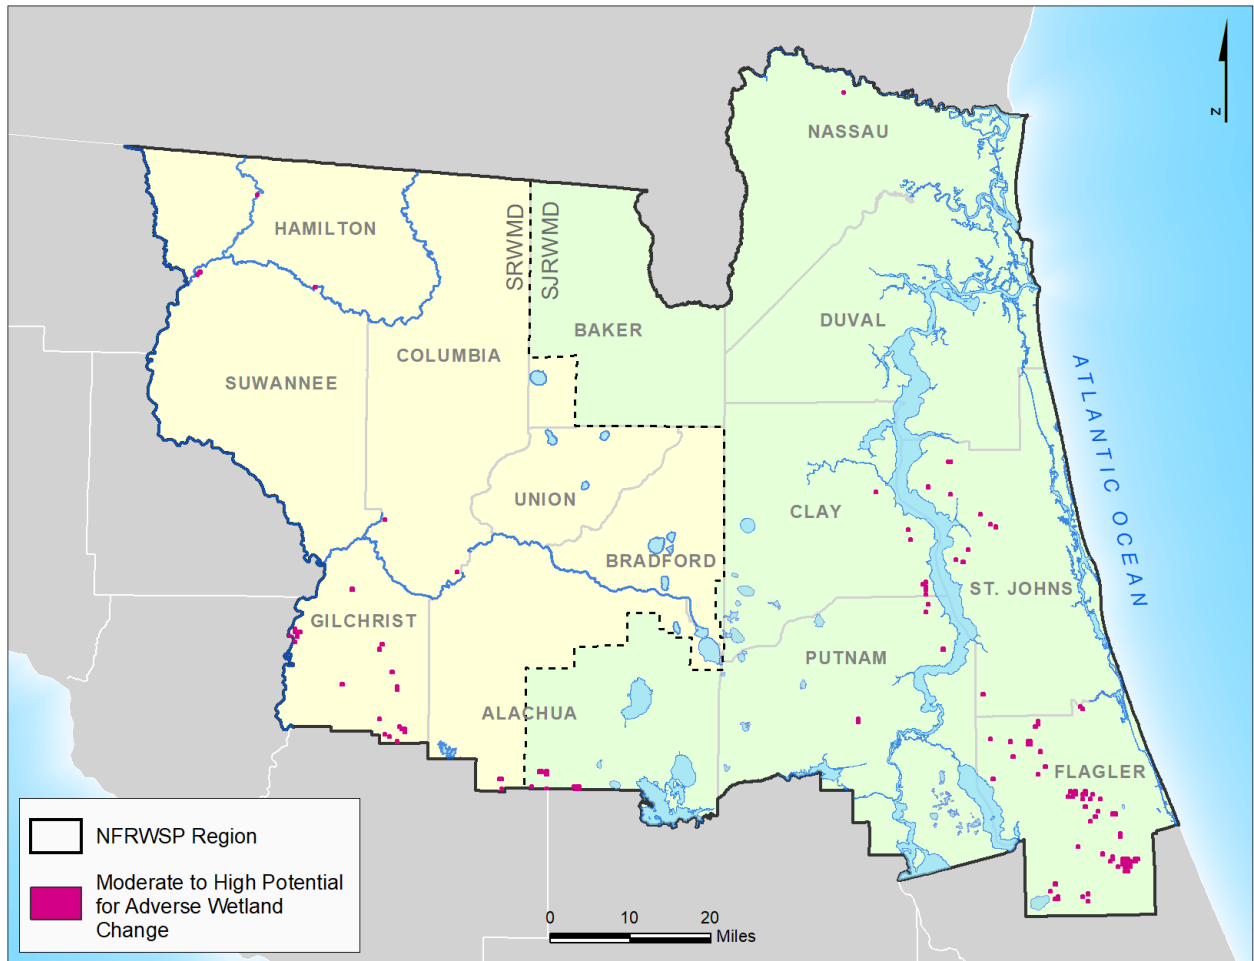 N
NASSAU
HAMILTON
SRWMD
SJRWMD
DUVAL
BAKER
COLUMBIA
SUWANNEE
ATLANTIC OCEAN
UNION
CLAY
BRADFORD
ST. JOHNS
GILCHRIST
PUTNAM
ALACHUA
FLAGLER
NFRWSP Region
Moderate to High Potential
for Adverse Wetland
Change
0 10 20
Miles